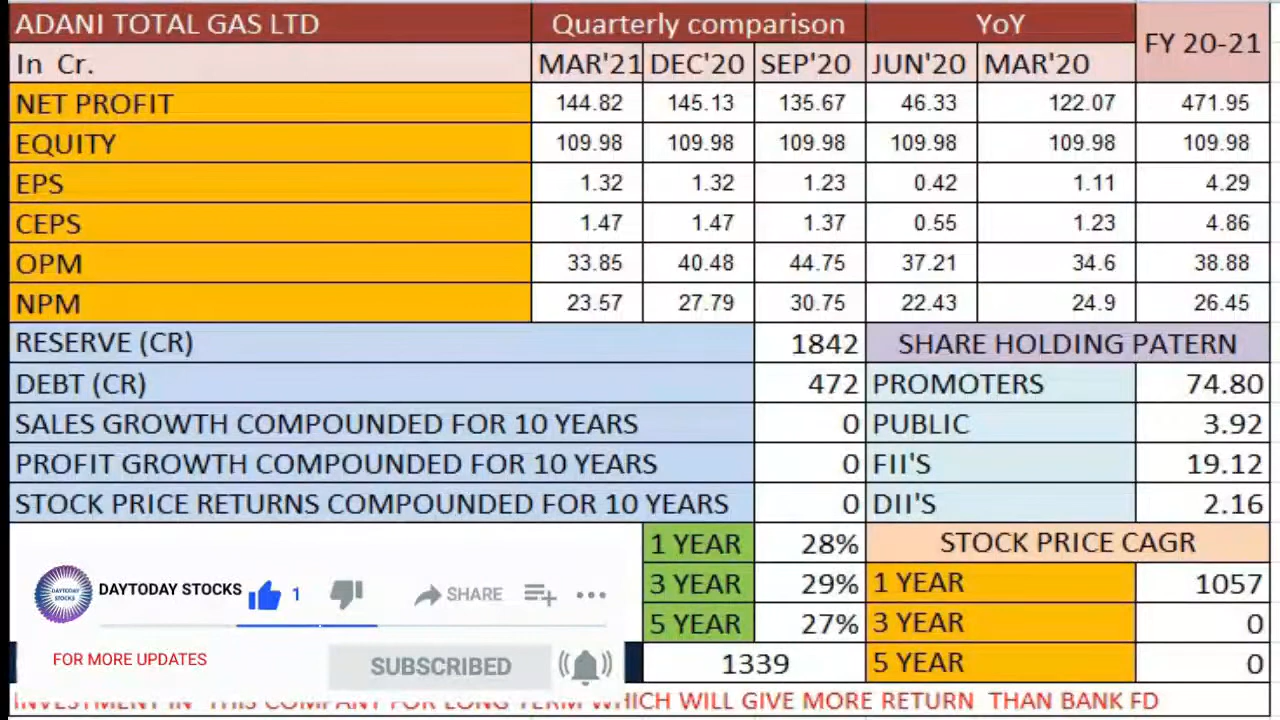 ADANI TOTAL GAS LTD Quarterly comparison YoY FY 20-21
In Cr. MAR'21 DEC'20 SEP'20 JUN'20 MAR'20
NET PROFIT 144.82 145.13 135.67 46.33 122.07 471.95
EQUITY 109.98 109.98 109.98 109.98 109.98 109.98
EPS 1.32 1.32 1.23 0.42 1.11 4.29
CEPS 1.47 1.47 1.37 0.55 1.23 4.86
OPM 33.85 40.48 44.75 37.21 34.6 38.88
NPM 23.57 27.79 30.75 22.43 24.9 26.45
RESERVE (CR) 1842 SHARE HOLDING PATERN
DEBT (CR) 472 PROMOTERS 74.80
SALES GROWTH COMPOUNDED FOR 10 YEARS 0 PUBLIC 3.92
PROFIT GROWTH COMPOUNDED FOR 10 YEARS 0 FII'S 19.12
STOCK PRICE RETURNS COMPOUNDED FOR 10 YEARS 0 DII'S 2.16
1 YEAR 28% STOCK PRICE CAGR
DAYTODAY STOCKS DAYTODAY STOCKS 1 SHARE 3 YEAR 29% 1 YEAR 1057
5 YEAR 27% 3 YEAR 0
FOR MORE UPDATES SUBSCRIBED 1339 5 YEAR 0
INVESTMENT IN THIS COMPANY FOR LONG TERM WHICH WILL GIVE MORE RETURN THAN BANK FD